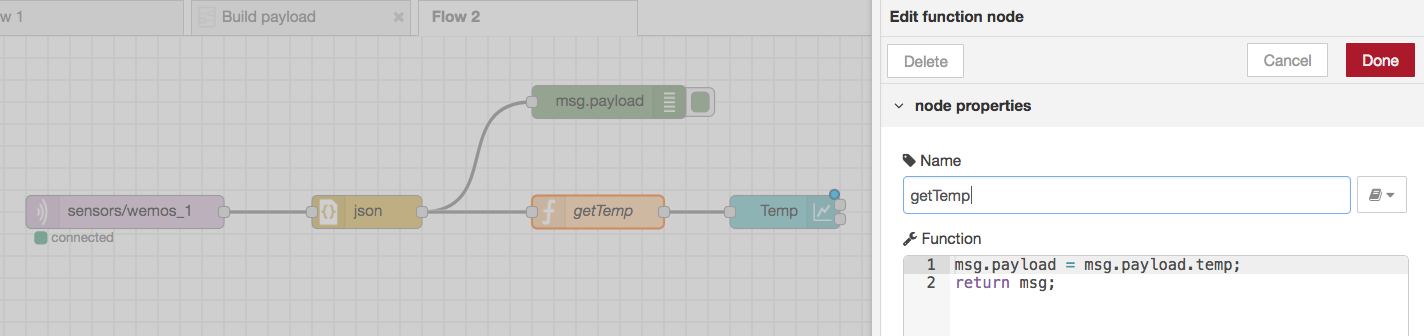 w 1
Build payload
Flow 2
msg.payload
sensors/wemos_1
json
getTemp
Temp
connected
Edit function node
Delete
Cancel
Done
node properties
Name
getTemp
Function
1 msg.payload = msg.payload.temp;
2 return msg;